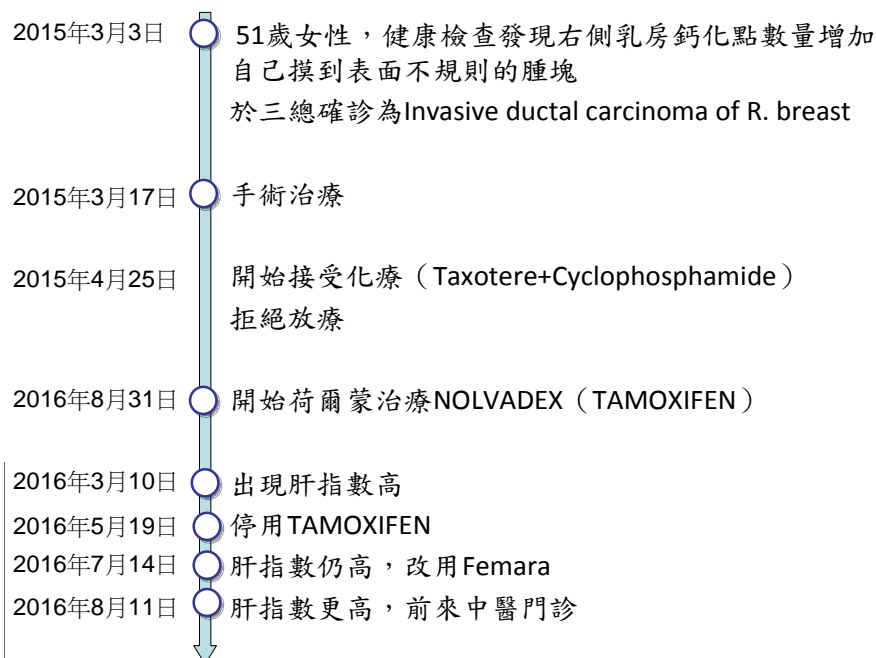 2015年3月3日 51歲女性，健康檢查發現右側乳房鈣化點數量增加
自己摸到表面不規則的腫塊
於三總確診為Invasive ductal carcinoma of R. breast
2015年3月17日 手術治療
2015年4月25日 開始接受化療（Taxotere+Cyclophosphamide）
拒絕放療
2016年8月31日 開始荷爾蒙治療NOLVADEX（TAMOXIFEN）
2016年3月10日 出現肝指數高
2016年5月19日 停用TAMOXIFEN
2016年7月14日 肝指數仍高，改用Femara
2016年8月11日 肝指數更高，前來中醫門診